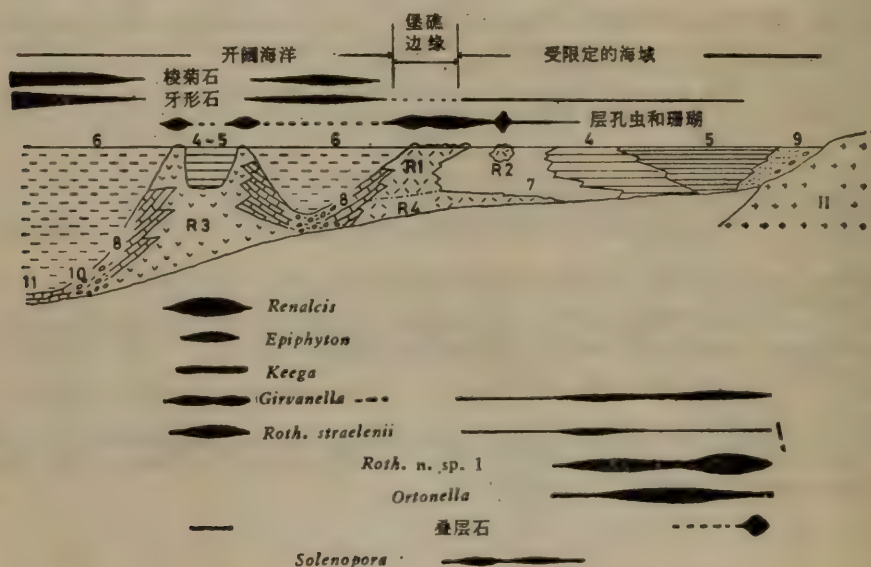 堡礁
边缘
开阔海洋 受限定的海域
棱菊石
牙形石
层孔虫和珊瑚
6 4-5 6 4 5 9
R1 R2
7
8 R3 8 R4 II
11 10
Renalcis
Epiphyton
Keega
Girvanella
Roth. straelenii
Roth. n. sp. 1
Ortonella
叠层石
Solenopora